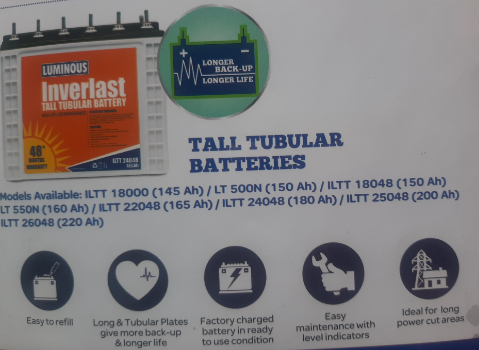 LUMINOUS
Inverlast
TALL TUBULAR BATTERY
48*
WARRANTY
ILTT 24048
+ −
LONGER
BACK-UP
LONGER LIFE
TALL TUBULAR
BATTERIES
Models Available: ILTT 18000 (145 Ah) / LT 500N (150 Ah) / ILTT 18048 (150 Ah)
LT 550N (160 Ah) / ILTT 22048 (165 Ah) / ILTT 24048 (180 Ah) / ILTT 25048 (200 Ah)
ILTT 26048 (220 Ah)
Easy to refill
Long & Tubular Plates
give more back-up
& longer life
Factory charged
battery in ready
to use condition
Easy
maintenance with
level indicators
Ideal for long
power cut areas